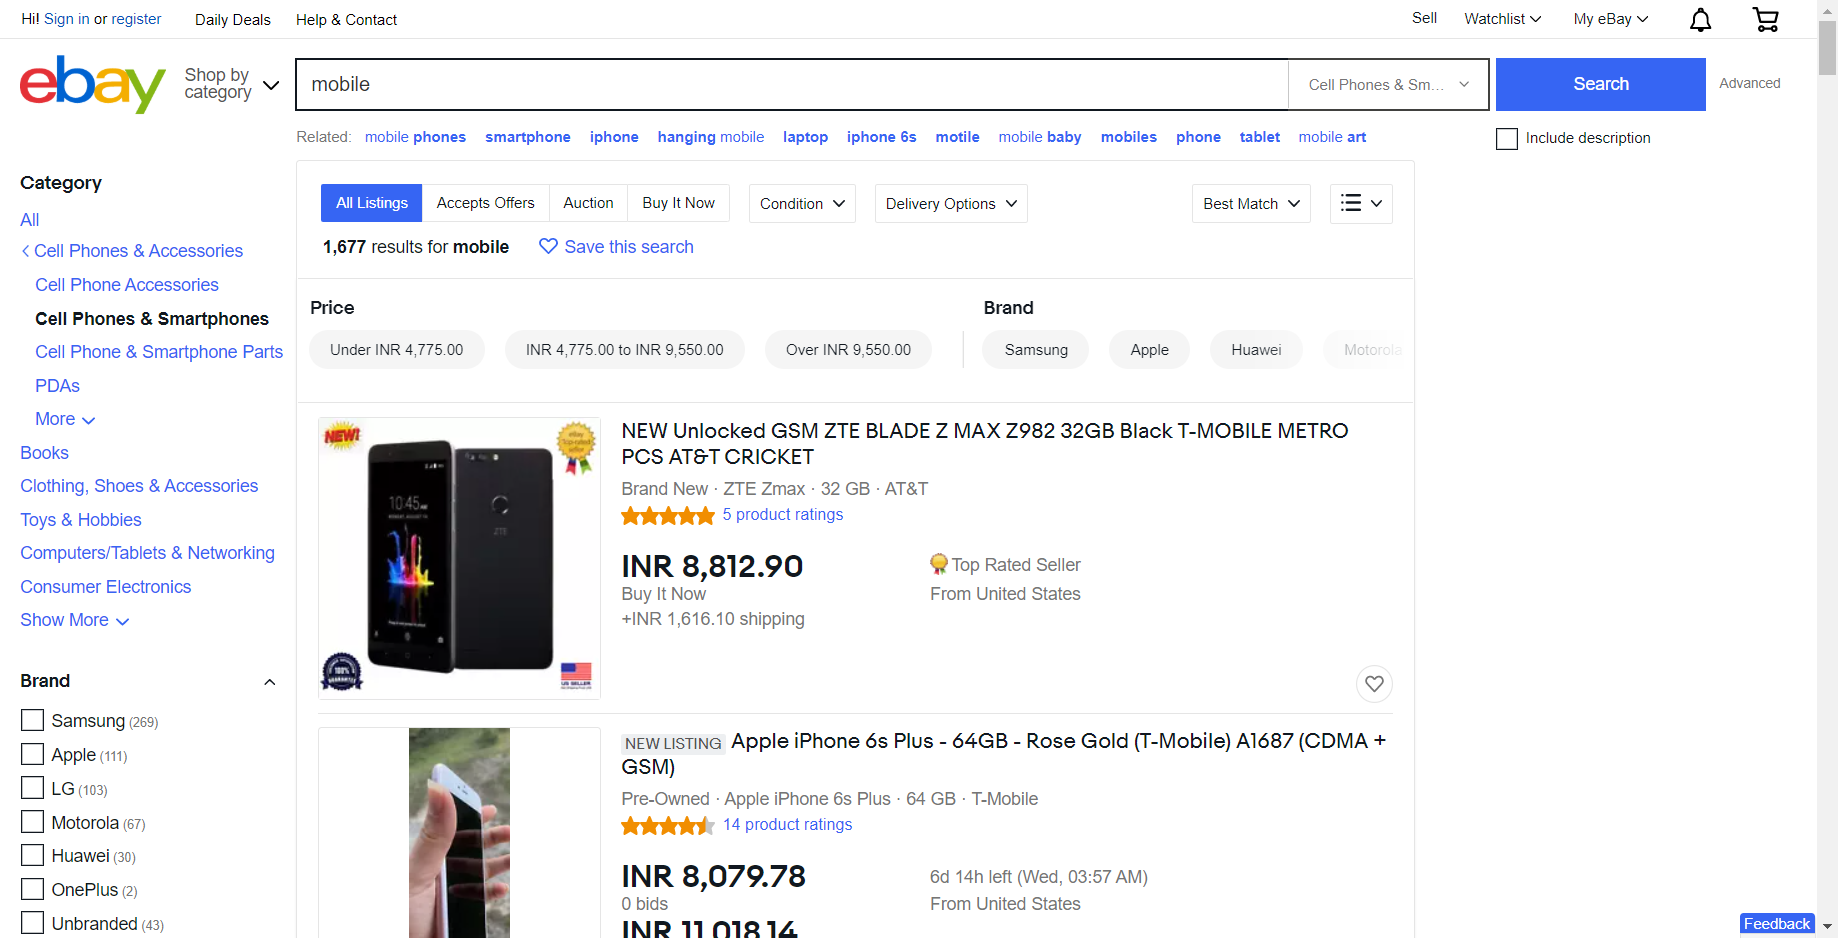 Hi! Sign in or register
Daily Deals
Help & Contact
Sell
Watchlist
My eBay
ebay
Shop by
category
mobile
Cell Phones & Sm...
Search
Advanced
Related: mobile phones smartphone iphone hanging mobile laptop iphone 6s motile mobile baby mobiles phone tablet mobile art
Include description
Category
All
Cell Phones & Accessories
Cell Phone Accessories
Cell Phones & Smartphones
Cell Phone & Smartphone Parts
PDAs
More
Books
Clothing, Shoes & Accessories
Toys & Hobbies
Computers/Tablets & Networking
Consumer Electronics
Show More
Brand
Samsung (269)
Apple (111)
LG (103)
Motorola (67)
Huawei (30)
OnePlus (2)
Unbranded (43)
All Listings
Accepts Offers
Auction
Buy It Now
Condition
Delivery Options
Best Match
1,677 results for mobile
Save this search
Price
Under INR 4,775.00
INR 4,775.00 to INR 9,550.00
Over INR 9,550.00
Brand
Samsung
Apple
Huawei
Motorola
NEW!
ebay
Top-rated
seller
10:45
ZTE
100%
US SELLER
NEW Unlocked GSM ZTE BLADE Z MAX Z982 32GB Black T-MOBILE METRO
PCS AT&T CRICKET
Brand New · ZTE Zmax · 32 GB · AT&T
5 product ratings
INR 8,812.90
Buy It Now
+INR 1,616.10 shipping
Top Rated Seller
From United States
NEW LISTING Apple iPhone 6s Plus - 64GB - Rose Gold (T-Mobile) A1687 (CDMA +
GSM)
Pre-Owned · Apple iPhone 6s Plus · 64 GB · T-Mobile
14 product ratings
INR 8,079.78
0 bids
INR 11,018.14
6d 14h left (Wed, 03:57 AM)
From United States
Feedback